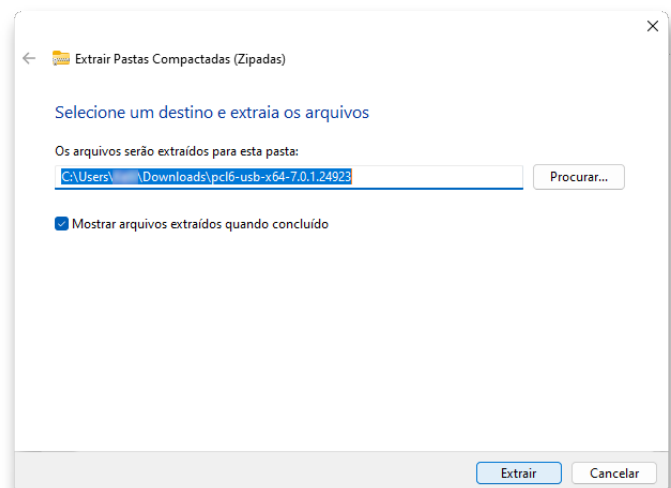 Extrair Pastas Compactadas (Zipadas)
Selecione um destino e extraia os arquivos
Os arquivos serão extraídos para esta pasta:
C:\Users\ \Downloads\pcl6-usb-x64-7.0.1.24923
Procurar...
Mostrar arquivos extraídos quando concluído
Extrair
Cancelar